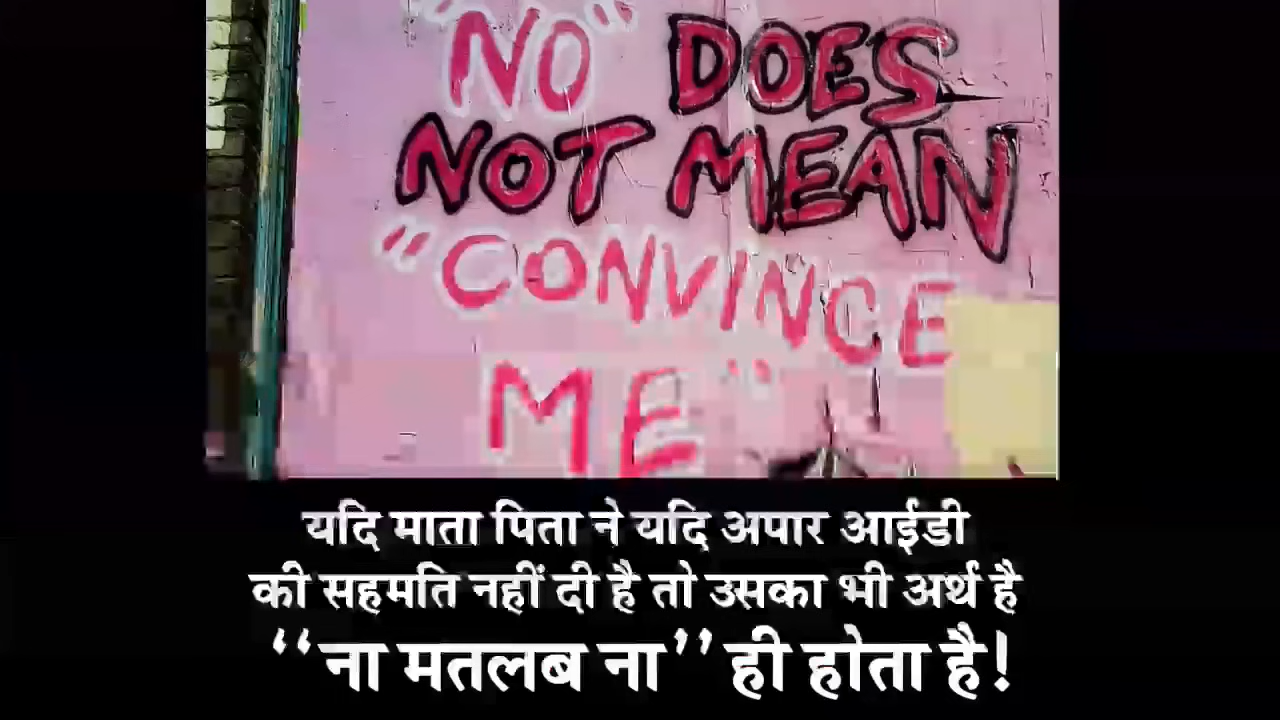 "NO" DOES
NOT MEAN
"CONVINCE
ME"
यदि माता पिता ने यदि अपार आईडी
की सहमति नहीं दी है तो उसका भी अर्थ है
“ना मतलब ना” ही होता है!